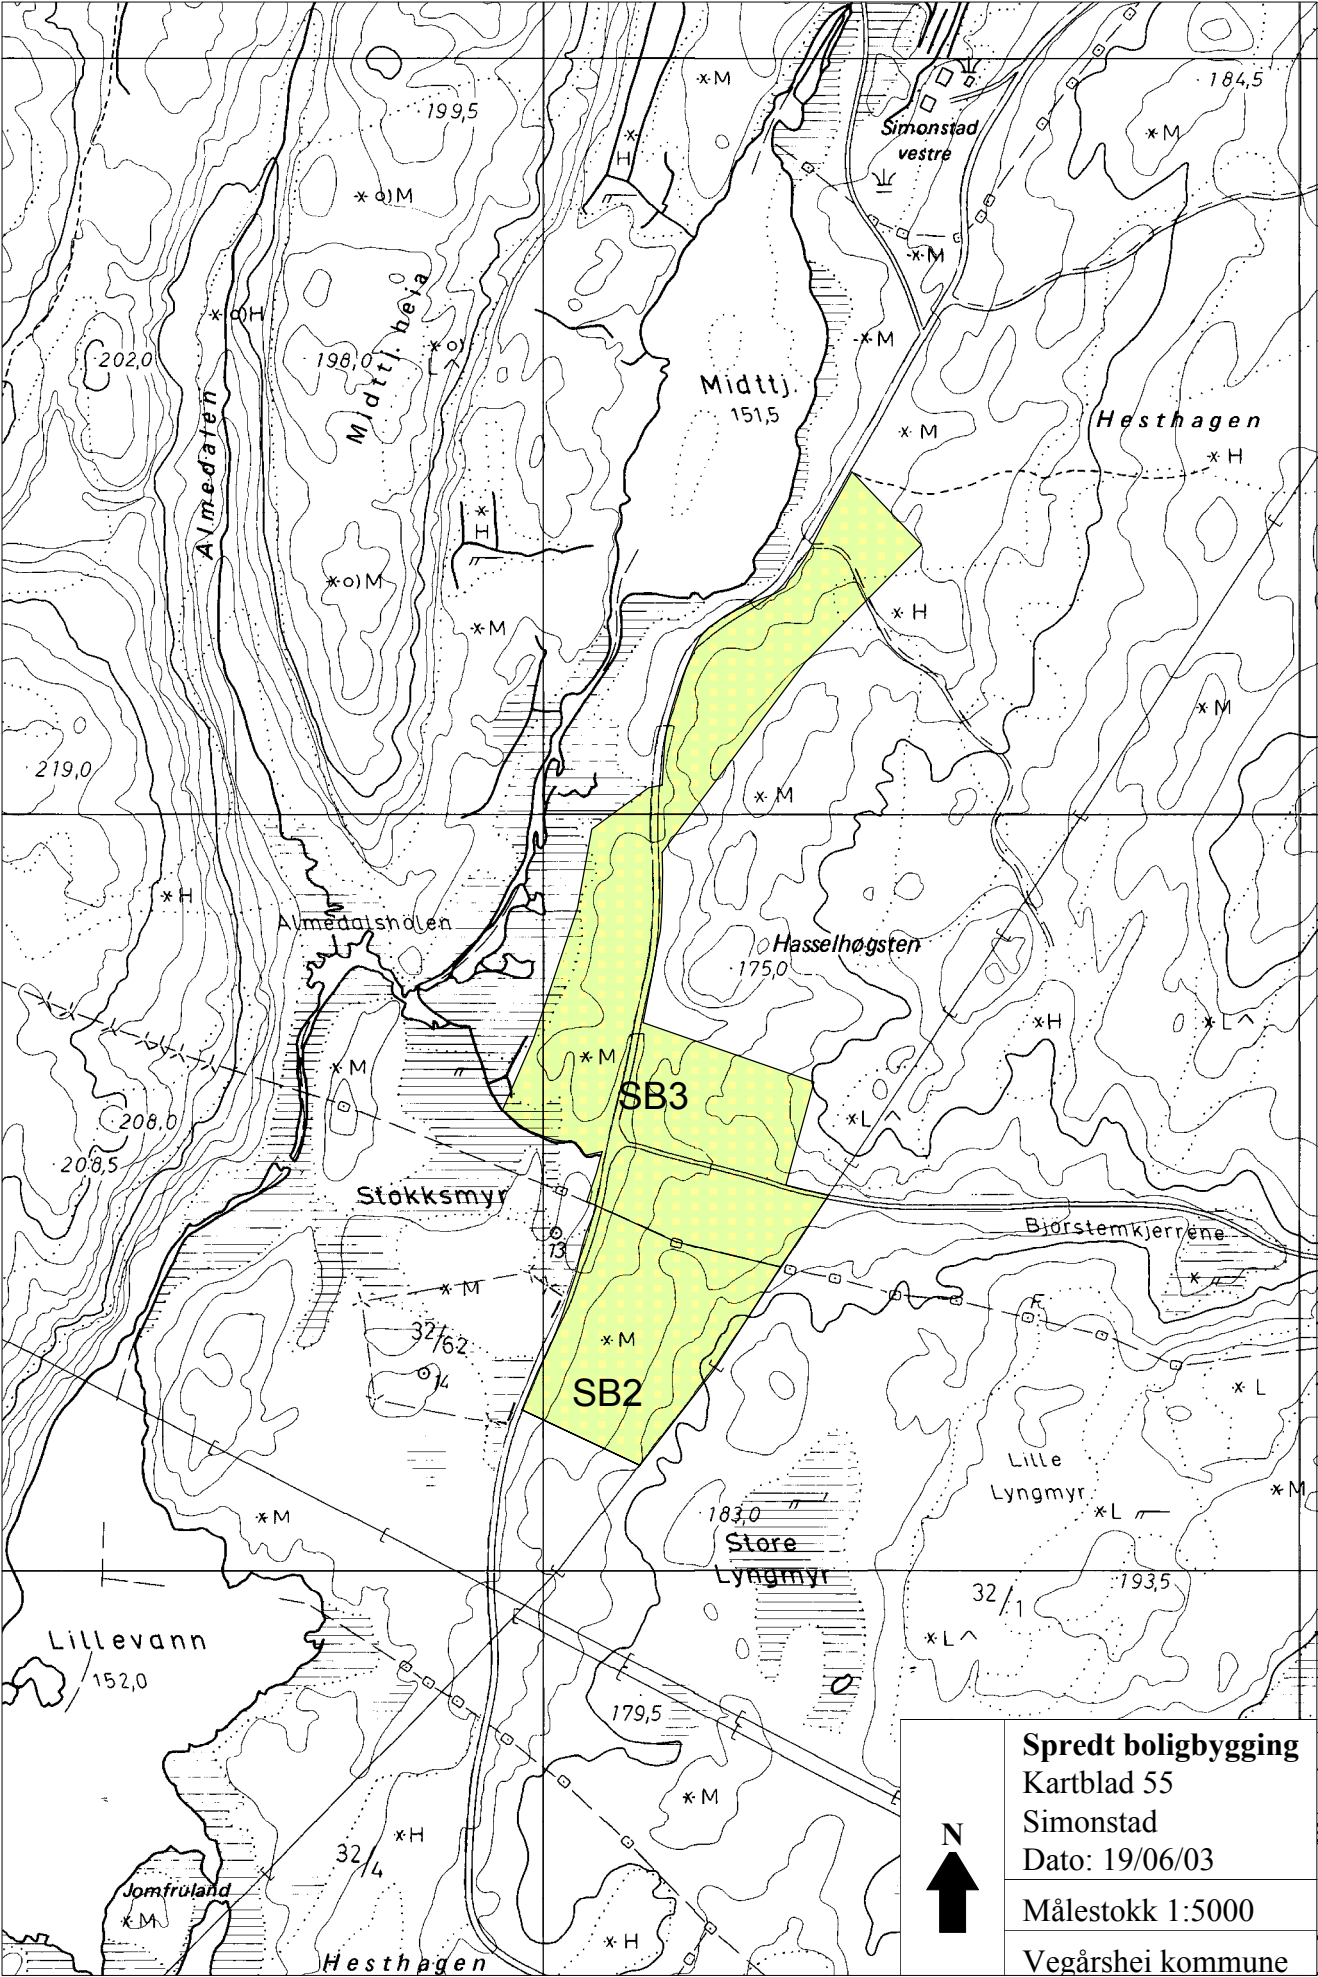 M
184,5
199,5
Simonstad
vestre
M
H
o)M
M
o)H
Midttj. heia
o)
L
M
202,0
198,0
Midttj.
151,5
Almedalen
Hesthagen
M
H
H
o)M
H
M
M
219,0
M
H
Almedalshølen
Hasselhøgsten
175,0
H
L
M
M
SB3
L
208,0
208,5
Stokksmyr
Bjørstemkjerrene
13
M
F
32/62
M
14
SB2
L
Lille
Lyngmyr
M
L
M
183,0
Store
Lyngmyr
193,5
32/1
Lillevann
L
152,0
179,5
M
H
32/4
Jomfruland
M
H
Hesthagen
N
Spredt boligbygging
Kartblad 55
Simonstad
Dato: 19/06/03
Målestokk 1:5000
Vegårshei kommune